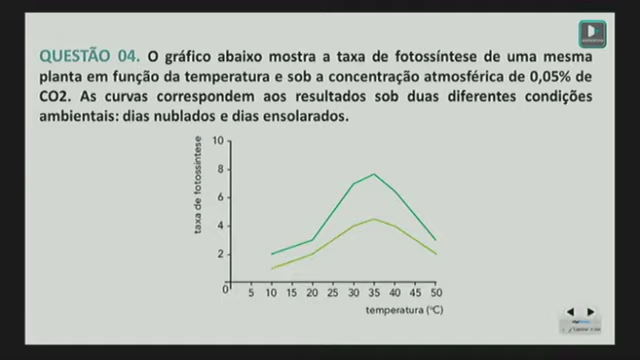 QUESTÃO 04. O gráfico abaixo mostra a taxa de fotossíntese de uma mesma
planta em função da temperatura e sob a concentração atmosférica de 0,05% de
CO2. As curvas correspondem aos resultados sob duas diferentes condições
ambientais: dias nublados e dias ensolarados.
taxa de fotossíntese
10
8
6
4
2
0
5 10 15 20 25 30 35 40 45 50
temperatura (ºC)